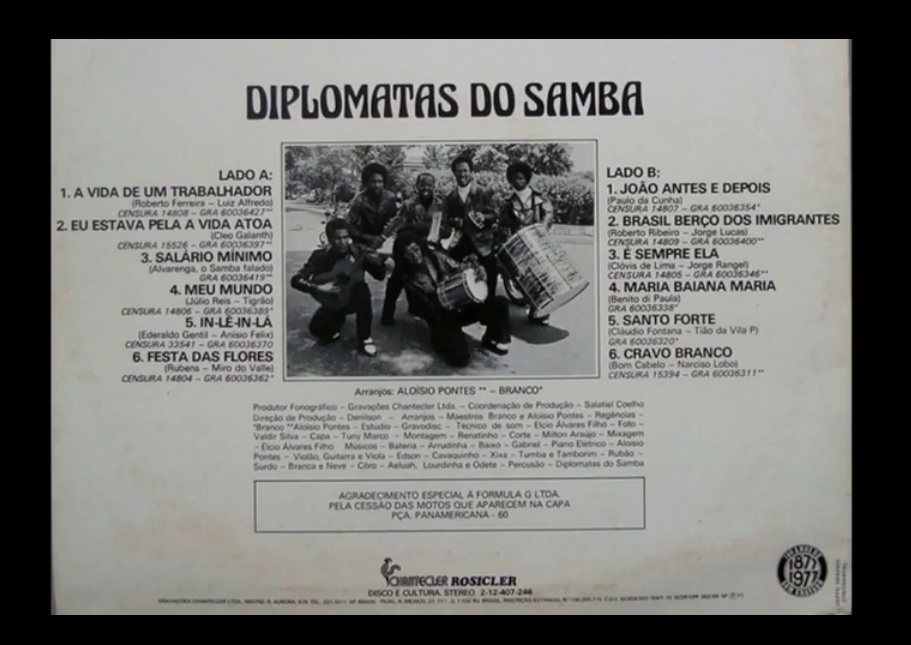 DIPLOMATAS DO SAMBA
LADO A:
1. A VIDA DE UM TRABALHADOR
(Roberto Ferreira – Luiz Alfredo)
CENSURA 14808 – GRA 60036427**
2. EU ESTAVA PELA A VIDA ATOA
(Cleo Galanth)
CENSURA 15526 – GRA 60036397**
3. SALÁRIO MÍNIMO
(Alvarenga, o Samba falado)
GRA 60036419**
4. MEU MUNDO
(Júlio Reis – Tigrão)
CENSURA 14806 – GRA 60036389*
5. IN-LÊ-IN-LÁ
(Ederaldo Gentil – Anísio Felix)
CENSURA 33541 – GRA 60036370
6. FESTA DAS FLORES
(Rubens – Miro do Valle)
CENSURA 14804 – GRA 60036362*
LADO B:
1. JOÃO ANTES E DEPOIS
(Paulo da Cunha)
CENSURA 14807 – GRA 60036354*
2. BRASIL BERÇO DOS IMIGRANTES
(Roberto Ribeiro – Jorge Lucas)
CENSURA 14809 – GRA 60036400**
3. É SEMPRE ELA
(Clóvis de Lima – Jorge Rangel)
CENSURA 14805 – GRA 60036346**
4. MARIA BAIANA MARIA
(Benito di Paula)
GRA 60036338*
5. SANTO FORTE
(Cláudio Fontana – Tião da Vila P)
GRA 60036320*
6. CRAVO BRANCO
(Bom Cabelo – Narciso Lobo)
CENSURA 15394 – GRA 60036311**
Arranjos: ALOÍSIO PONTES ** – BRANCO*
Produtor Fonográfico – Gravações Chantecler Ltda. – Coordenação de Produção – Salatiel Coelho
Direção de Produção – Denilson – Arranjos – Maestros Branco e Aloísio Pontes – Regências –
*Branco **Aloísio Pontes – Estúdio – Gravodisc – Técnico de som – Elcio Álvares Filho – Foto –
Valdir Silva – Capa – Tuny Marco – Montagem – Renatinho – Corte – Milton Araújo – Mixagem
– Elcio Álvares Filho Músicos – Bateria – Arrudinha – Baixo – Gabriel – Piano Elétrico – Aloísio
Pontes – Violão, Guitarra e Viola – Edson – Cavaquinho – Xixa – Tumba e Tamborim – Rubão –
Surdo – Branca e Neve – Côro – Aeluah, Lourdinha e Odete – Percusão – Diplomatas do Samba
AGRADECIMENTO ESPECIAL À FORMULA G LTDA.
PELA CESSÃO DAS MOTOS QUE APARECEM NA CAPA
PÇA. PANAMERICANA - 60
CHANTECLER ROSICLER
DISCO É CULTURA. STEREO. 2-12-407-246
GRAVAÇÕES CHANTECLER LTDA.
1877
1977